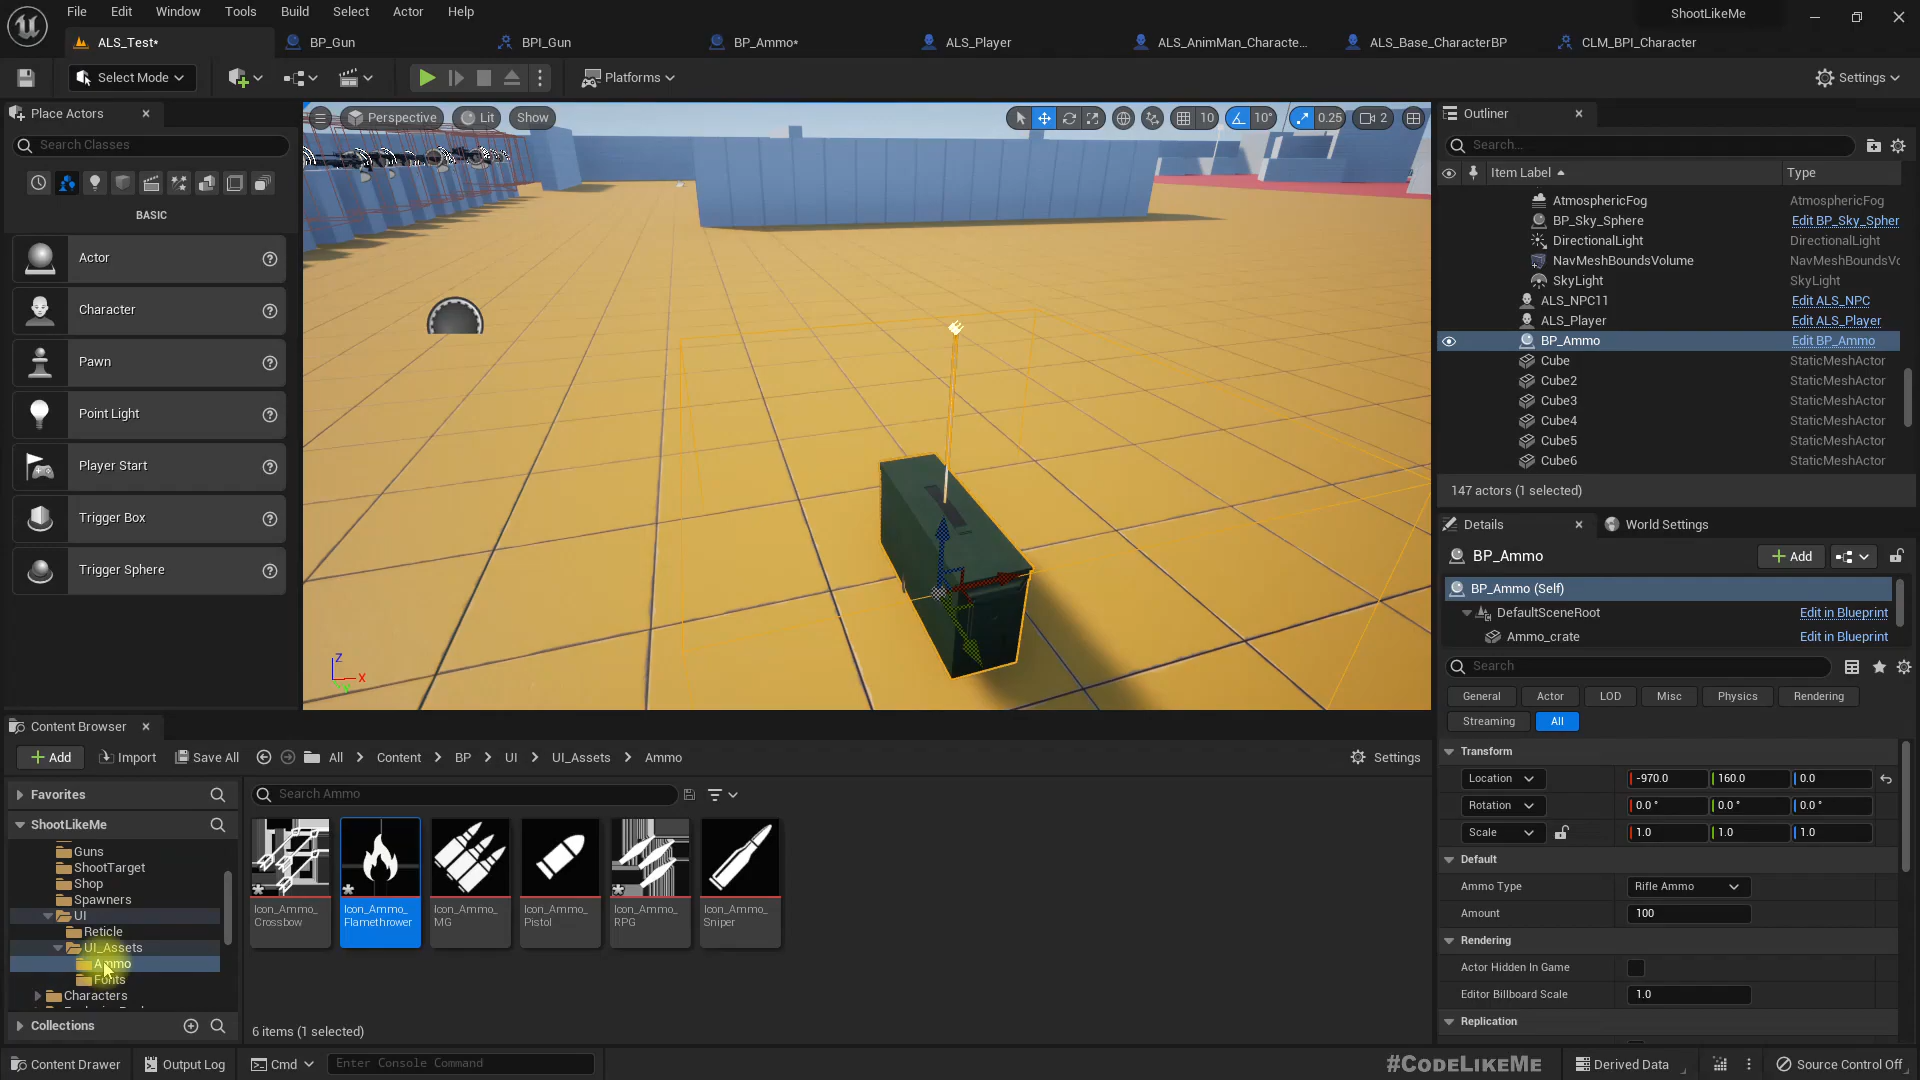 File Edit Window Tools Build Select Actor Help
ShootLikeMe
ALS_Test*
BP_Gun
BPI_Gun
BP_Ammo*
ALS_Player
ALS_AnimMan_Characte...
ALS_Base_CharacterBP
CLM_BPI_Character
Select Mode
Platforms
Settings
Place Actors
Search Classes
BASIC
Actor
Character
Pawn
Point Light
Player Start
Trigger Box
Trigger Sphere
Perspective
Lit
Show
10
10°
0.25
2
Z
X
Outliner
Search...
Item Label
Type
AtmosphericFog AtmosphericFog
BP_Sky_Sphere Edit BP_Sky_Spher
DirectionalLight DirectionalLight
NavMeshBoundsVolume NavMeshBoundsVo
SkyLight SkyLight
ALS_NPC11 Edit ALS_NPC
ALS_Player Edit ALS_Player
BP_Ammo Edit BP_Ammo
Cube StaticMeshActor
Cube2 StaticMeshActor
Cube3 StaticMeshActor
Cube4 StaticMeshActor
Cube5 StaticMeshActor
Cube6 StaticMeshActor
147 actors (1 selected)
Details
World Settings
BP_Ammo
Add
BP_Ammo (Self)
DefaultSceneRoot Edit in Blueprint
Ammo_crate Edit in Blueprint
Search
General Actor LOD Misc Physics Rendering
Streaming All
Transform
Location -970.0 160.0 0.0
Rotation 0.0 ° 0.0 ° 0.0 °
Scale 1.0 1.0 1.0
Default
Ammo Type Rifle Ammo
Amount 100
Rendering
Actor Hidden In Game
Editor Billboard Scale 1.0
Replication
Content Browser
Add
Import
Save All
All Content BP UI UI_Assets Ammo
Settings
Favorites
ShootLikeMe
Guns
ShootTarget
Shop
Spawners
UI
Reticle
UI_Assets
Ammo
Fonts
Characters
Collections
Search Ammo
Icon_Ammo_
Crossbow
Icon_Ammo_
Flamethrower
Icon_Ammo_
MG
Icon_Ammo_
Pistol
Icon_Ammo_
RPG
Icon_Ammo_
Sniper
6 items (1 selected)
Content Drawer
Output Log
Cmd
Enter Console Command
#CODELIKEME
Derived Data
Source Control Off